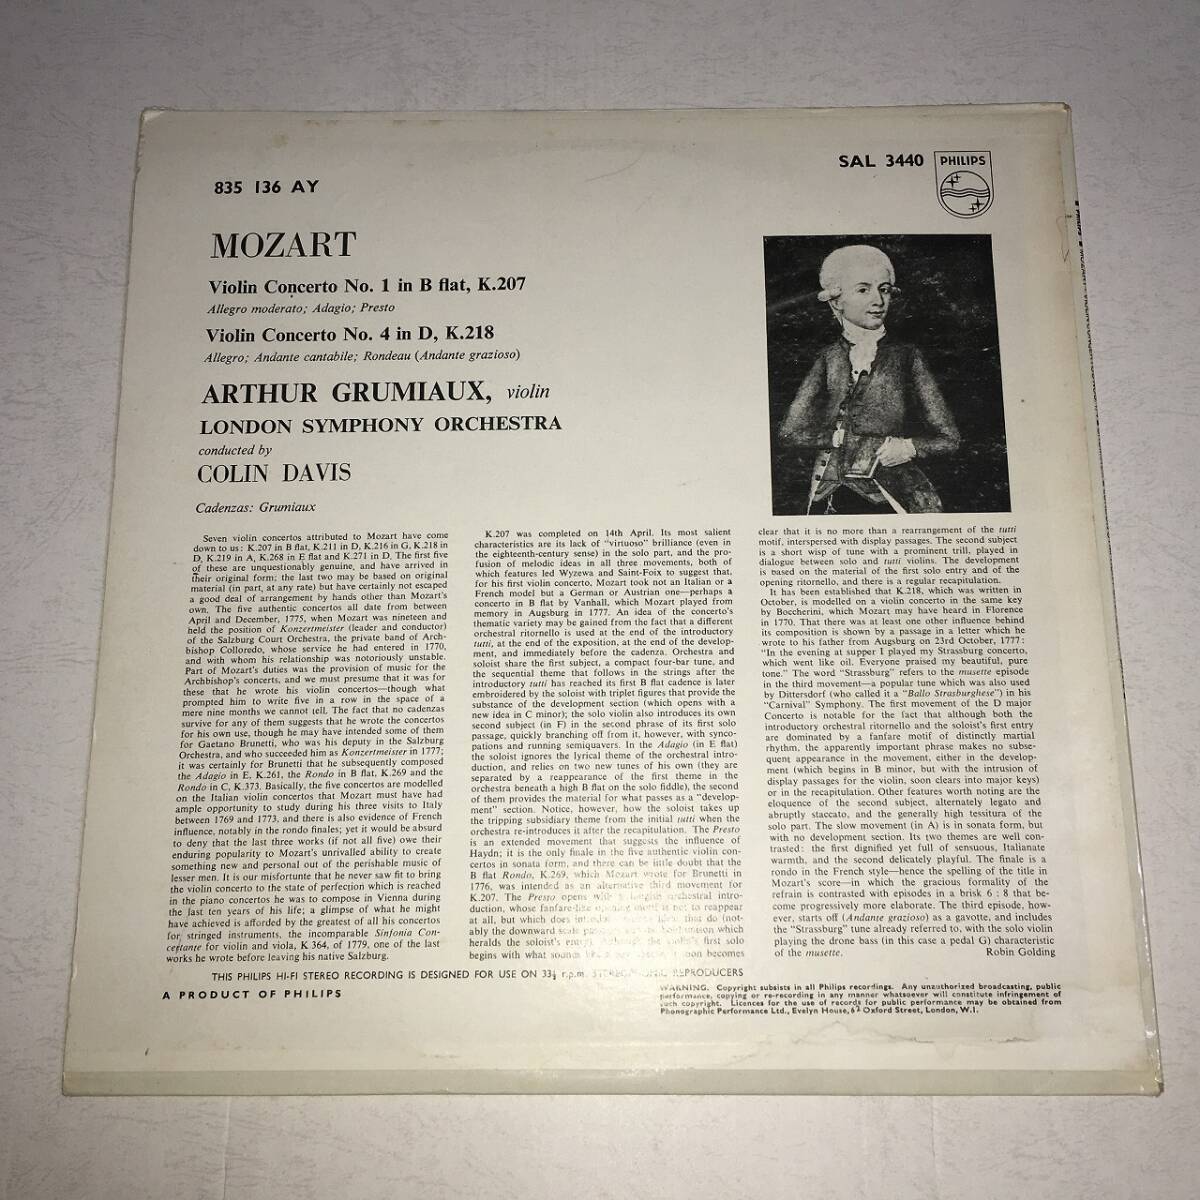 835 136 AY
SAL 3440
PHILIPS
MOZART
Violin Concerto No. 1 in B flat, K.207
Allegro moderato; Adagio; Presto
Violin Concerto No. 4 in D, K.218
Allegro; Andante cantabile; Rondeau (Andante grazioso)
ARTHUR GRUMIAUX, violin
LONDON SYMPHONY ORCHESTRA
conducted by
COLIN DAVIS
Cadenzas: Grumiaux
Seven violin concertos attributed to Mozart have come
down to us: K.207 in B flat, K.211 in D, K.216 in G, K.218 in
D, K.219 in A, K.268 in E flat and K.271 in D. The first five
of these are unquestionably genuine, and have arrived in
their original form; the last two may be based on original
material (in part, at any rate) but have certainly not escaped
a good deal of arrangement by hands other than Mozart's
own. The five authentic concertos all date from between
April and December, 1775, when Mozart was nineteen and
held the position of Konzertmeister (leader and conductor)
of the Salzburg Court Orchestra, the private band of Arch-
bishop Colloredo, whose service he had entered in 1770,
and with whom his relationship was notoriously unstable.
Part of Mozart's duties was the provision of music for the
Archbishop's concerts, and we must presume that it was for
these that he wrote his violin concertos—though what
prompted him to write five in a row in the space of a
mere nine months we cannot tell. The fact that no cadenzas
survive for any of them suggests that he wrote the concertos
for his own use, though he may have intended some of them
for Gaetano Brunetti, who was his deputy in the Salzburg
Orchestra, and who succeeded him as Konzertmeister in 1777;
it was certainly for Brunetti that he subsequently composed
the Adagio in E, K.261, the Rondo in B flat, K.269 and the
Rondo in C, K.373. Basically, the five concertos are modelled
on the Italian violin concertos that Mozart must have had
ample opportunity to study during his three visits to Italy
between 1769 and 1773, and there is also evidence of French
influence, notably in the rondo finales; yet it would be absurd
to deny that the last three works (if not all five) owe their
enduring popularity to Mozart's unrivalled ability to create
something new and personal out of the perishable music of
lesser men. It is our misfortune that he never saw fit to bring
the violin concerto to the state of perfection which is reached
in the piano concertos he was to compose in Vienna during
the last ten years of his life; a glimpse of what he might
have achieved is afforded by the greatest of all his concertos
for stringed instruments, the incomparable Sinfonia Con-
certante for violin and viola, K 364, of 1779, one of the last
works he wrote before leaving his native Salzburg.
K.207 was completed on 14th April. Its most salient
characteristics are is lack of "virtuoso" brilliance (even in
the eighteenth-century sense) in the solo part, and the pro-
fusion of melodic ideas in all three movements, both of
which features led Wyzewa and Saint-Foix to suggest that,
for his first violin concerto, Mozart took not an Italian or a
French model but a German or Austrian one—perhaps a
concerto in B flat by Vanhall, which Mozart played from
memory in Augsburg in 1777. An idea of the concerto's
thematic variety may be gained from the fact that a different
orchestral ritornello is used at the end of the introductory
tutti, at the end of the exposition, at the end of the develop-
ment, and immediately before the cadenza. Orchestra and
soloist share the first subject, a compact four-bar tune, and
the sequential theme that follows in the strings after the
introductory tutti has reached its first B flat cadence is later
embroidered by the soloist with triplet figures that provide the
substance of the development section (which opens with a
new idea in C minor); the solo violin also introduces its own
second subject (in F) in the second phrase of its first solo
passage, quickly branching off from it, however, with synco-
pations and running semiquavers. In the Adagio (in E flat)
the soloist ignores the lyrical theme of the orchestral intro-
duction, and relies on two new tunes of his own (they are
separated by a reappearance of the first theme in the
orchestra beneath a high B flat on the solo fiddle), the second
of them provides the material for what passes as a "develop-
ment" section. Notice, however, how the soloist takes up
the tripping subsidiary theme from the initial tutti when the
orchestra re-introduces it after the recapitulation. The Presto
is an extended movement that suggests the influence of
Haydn; it is the only finale in the five authentic violin con-
certos in sonata form, and there can be little doubt that the
B flat Rondo, K.269, which Mozart wrote for Brunetti in
1776, was intended as an alternative third movement for
K.207. The Presto opens with a longish orchestral intro-
duction, whose fanfare-like opening motif is not to reappear
at all, but which does other ideas that do (not-
ably the downward scale which
heralds the soloist's entry). Although the violin's first solo
begins with what sounds like a new it soon becomes
clear that it is no more than a rearrangement of the tutti
motif, interspersed with display passages. The second subject
is a short wisp of tune with a prominent trill, played in
dialogue between solo and tutti violins. The development
is based on the material of the first solo entry and of the
opening ritornello, and there is a regular recapitulation.
It has been established that K.218, which was written in
October, is modelled on a violin concerto in the same key
by Boccherini, which Mozart may have heard in Florence
in 1770. That there was at least one other influence behind
its composition is shown by a passage in a letter which he
wrote to his father from Augsburg on 23rd October, 1777:
"In the evening at supper I played my Strassburg concerto,
which went like oil. Everyone praised my beautiful, pure
tone." The word "Strassburg" refers to the musette episode
in the third movement—a popular tune which was also used
by Dittersdorf (who called it a "Ballo Strasburghese") in his
"Carnival" Symphony. The first movement of the D major
Concerto is notable for the fact that although both the
introductory orchestral ritornello and the soloist's first entry
are dominated by a fanfare motif of distinctly martial
rhythm, the apparently important phrase makes no subse-
quent appearance in the movement, either in the develop-
ment (which begins in B minor, but with the intrusion of
display passages for the violin, soon clears into major keys)
or in the recapitulation. Other features worth noting are the
eloquence of the second subject, alternately legato and
abruptly staccato, and the generally high tessitura of the
solo part. The slow movement (in A) is in sonata form, but
with no development section. Its two themes are well con-
trasted: the first dignified yet full of sensuous, Italianate
warmth, and the second delicately playful. The finale is a
rondo in the French style—hence the spelling of the title in
Mozart's score—in which the gracious formality of the
refrain is contrasted with episodes in a brisk 6:8 that be-
come progressively more elaborate. The third episode, how-
ever, starts off (Andante grazioso) as a gavotte, and includes
the "Strassburg" tune already referred to, with the solo violin
playing the drone bass (in this case a pedal G) characteristic
of the musette. Robin Golding
THIS PHILIPS HI-FI STEREO RECORDING IS DESIGNED FOR USE ON 33⅓ r.p.m. STEREOPHONIC REPRODUCERS
A PRODUCT OF PHILIPS
WARNING. Copyright subsists in all Philips recordings. Any unauthorized broadcasting, public
performance, copying or re-recording in any manner whatsoever will constitute infringement of
such copyright. Licences for the use of records for public performance may be obtained from
Phonographic Performance Ltd., Evelyn House, 62 Oxford Street, London, W.1.